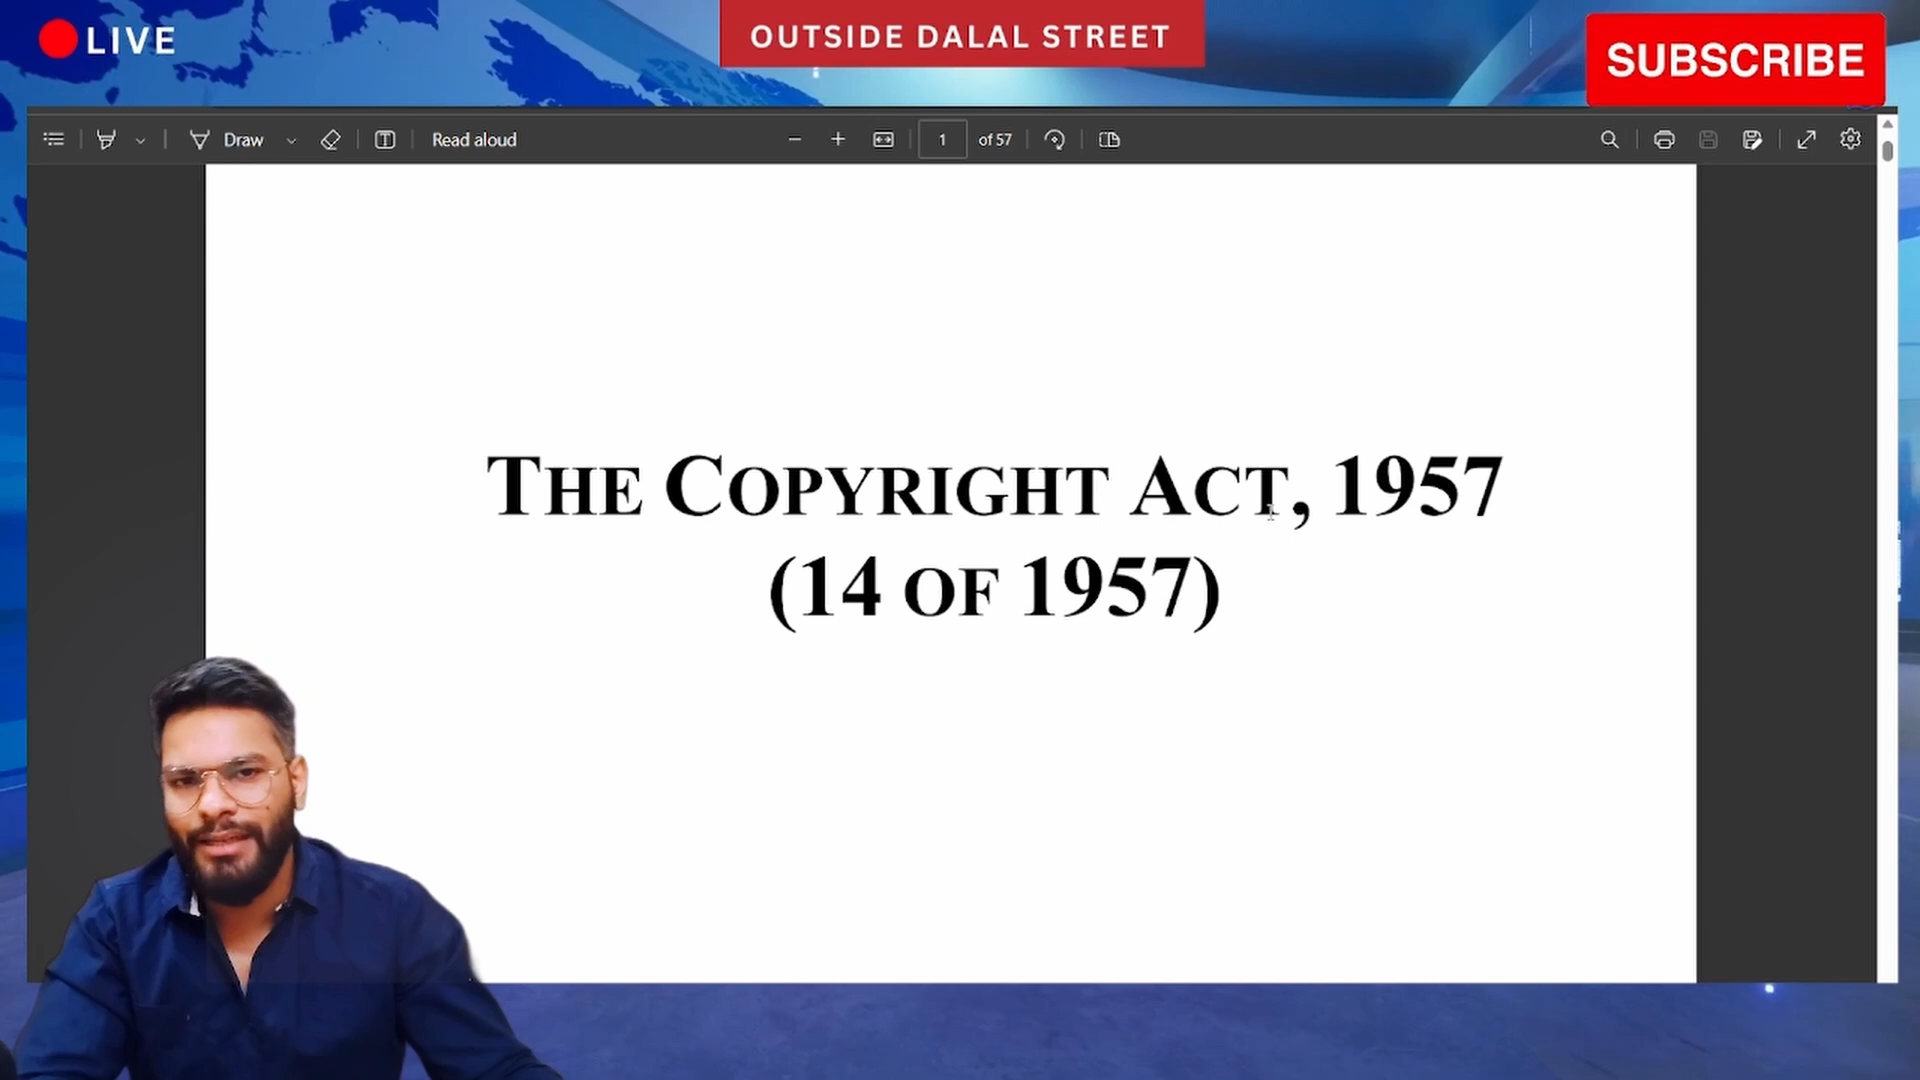 LIVE
OUTSIDE DALAL STREET
SUBSCRIBE
Draw
Read aloud
1 of 57
THE COPYRIGHT ACT, 1957
(14 OF 1957)